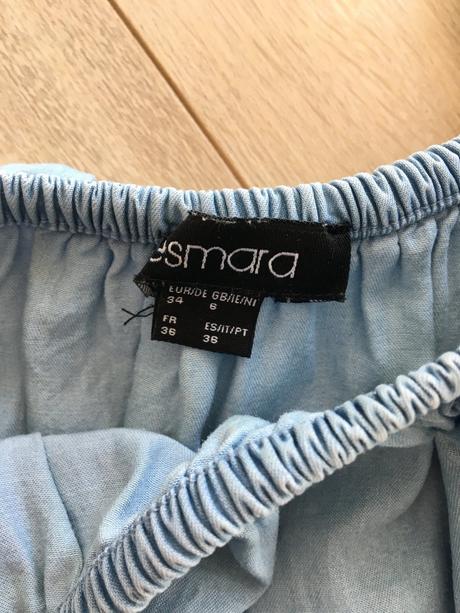 esmara
EUR/DE GB/IE/NI
34 6
FR ES/IT/PT
36 36